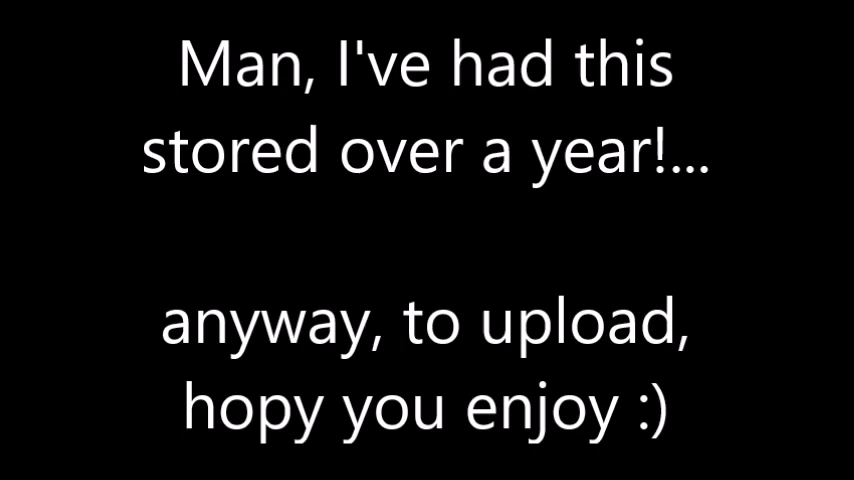 Man, I've had this
stored over a year!...
anyway, to upload,
hopy you enjoy :)